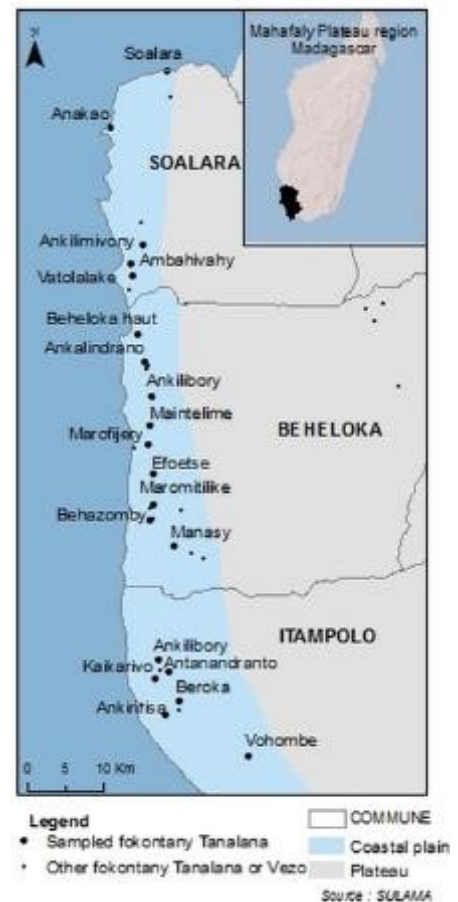 Mahafaly Plateau region
Madagascar
Soalara
Anakao
SOALARA
Ankilimivony
Ambahivahy
Vatolalake
Beheloka haut
Ankalindrano
Ankilibory
Maintelime
Marofijery
BEHELOKA
Efoetse
Maromitilike
Behazomby
Manasy
ITAMPOLO
Ankilibory
Kaikarivo
Antanandranto
Beroka
Ankiritisa
Vohombe
0 5 10 Km
Legend
Sampled fokontany Tanalana
Other fokontany Tanalana or Vezo
COMMUNE
Coastal plain
Plateau
Source : SULAMA